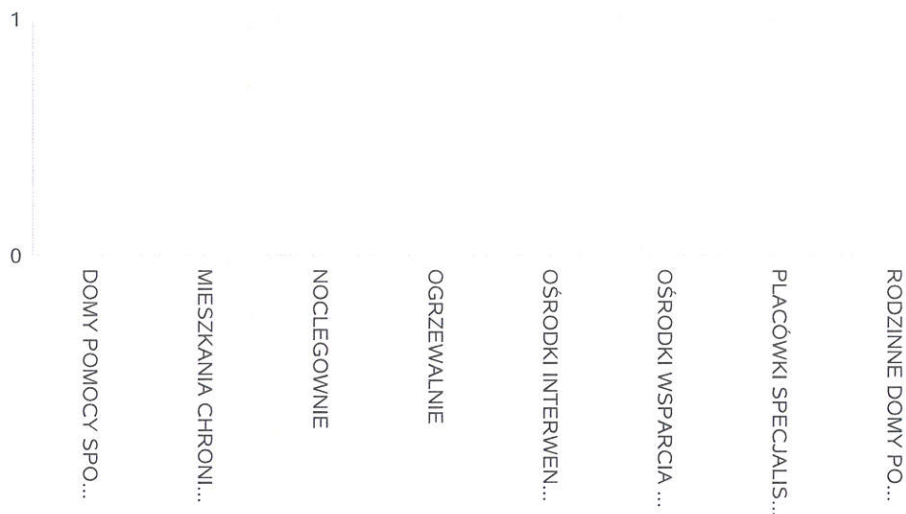 1
0
DOMY POMOCY SPO...
MIESZKANIA CHRONI...
NOCLEGOWNIE
OGRZEWALNIE
OŚRODKI INTERWEN...
OŚRODKI WSPARCIA ...
PLACÓWKI SPECJALIS...
RODZINNE DOMY PO...